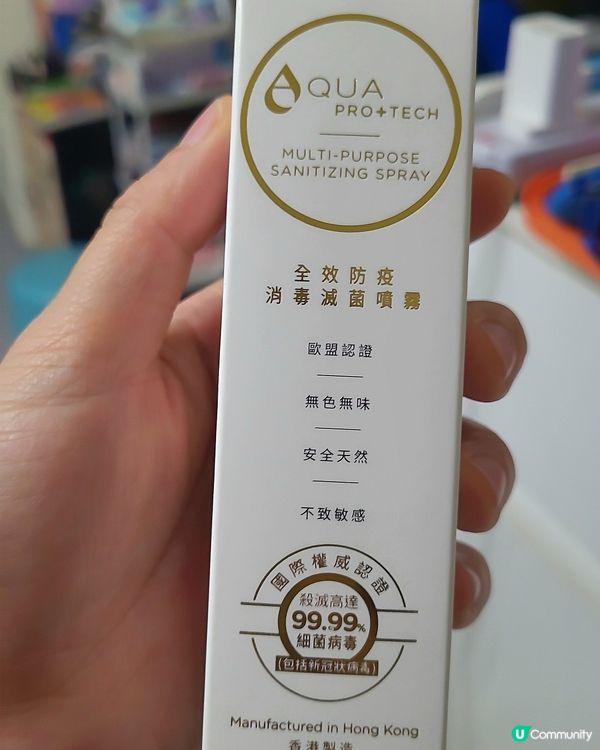 AQUA
PRO+TECH
MULTI-PURPOSE
SANITIZING SPRAY
全效防疫
消毒滅菌噴霧
歐盟認證
無色無味
安全天然
不致敏感
國際權威認證
殺滅高達
99.99%
細菌病毒
(包括新冠狀病毒)
Manufactured in Hong Kong
香港製造
U Community